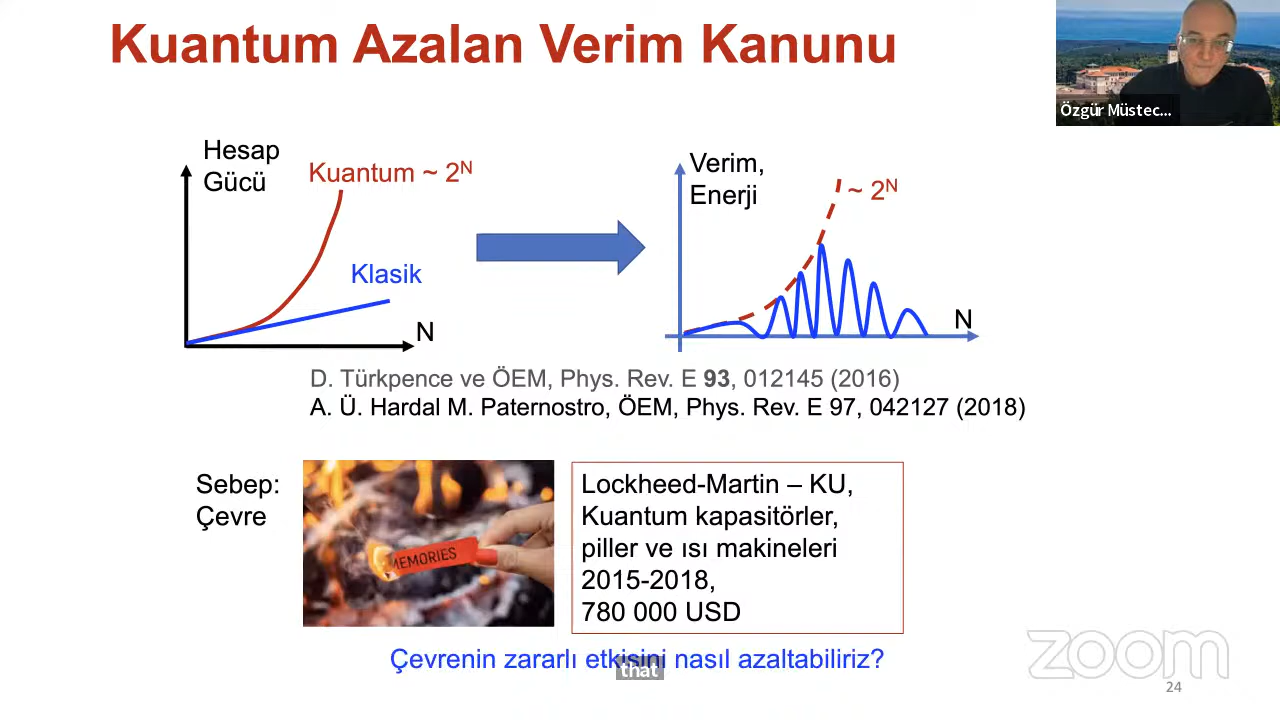 Kuantum Azalan Verim Kanunu
Özgür Müstec...
Hesap
Gücü
Kuantum ~ 2ᴺ
Klasik
N
Verim,
Enerji
~ 2ᴺ
N
D. Türkpence ve ÖEM, Phys. Rev. E 93, 012145 (2016)
A. Ü. Hardal M. Paternostro, ÖEM, Phys. Rev. E 97, 042127 (2018)
Sebep:
Çevre
MEMORIES
Lockheed-Martin – KU,
Kuantum kapasitörler,
piller ve ısı makineleri
2015-2018,
780 000 USD
Çevrenin zararlı etkisini nasıl azaltabiliriz?
that
zoom
24